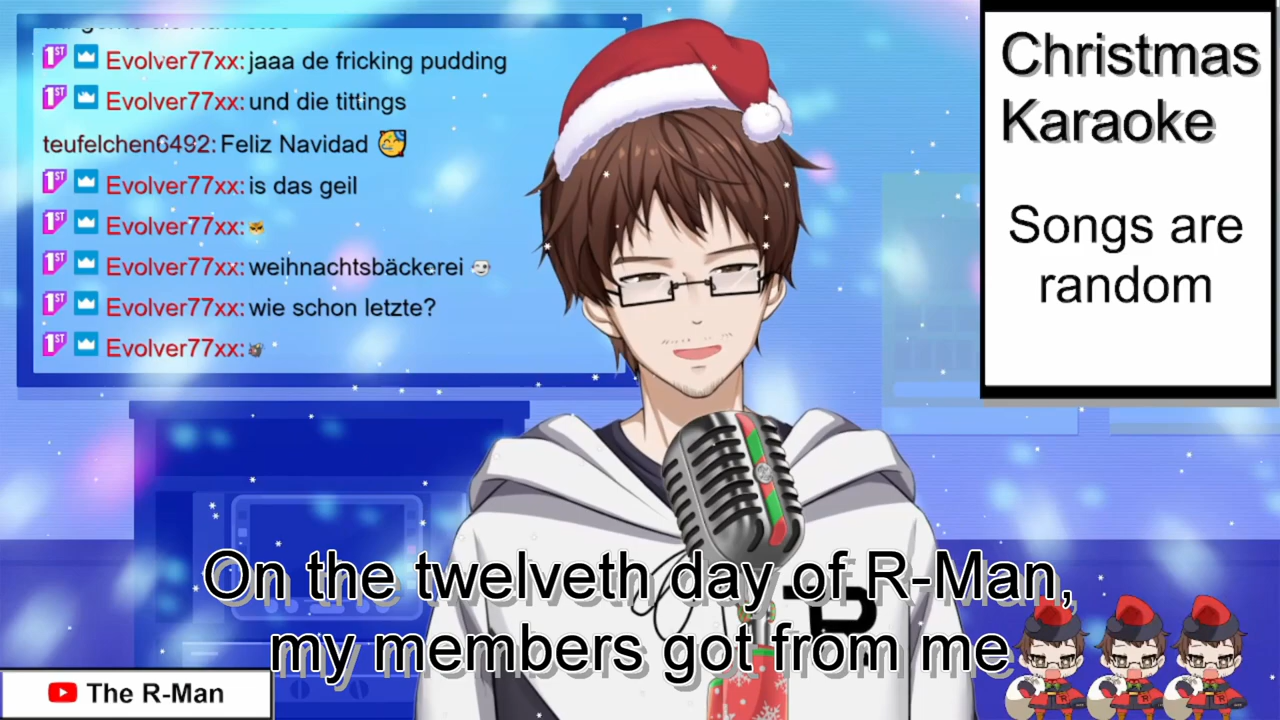 Evolver77xx: jaaa de fricking pudding
Evolver77xx: und die tittings
teufelchen6492: Feliz Navidad
Evolver77xx: is das geil
Evolver77xx:
Evolver77xx: weihnachtsbäckerei
Evolver77xx: wie schon letzte?
Evolver77xx:
Christmas
Karaoke
Songs are
random
On the twelveth day of R-Man,
my members got from me
The R-Man